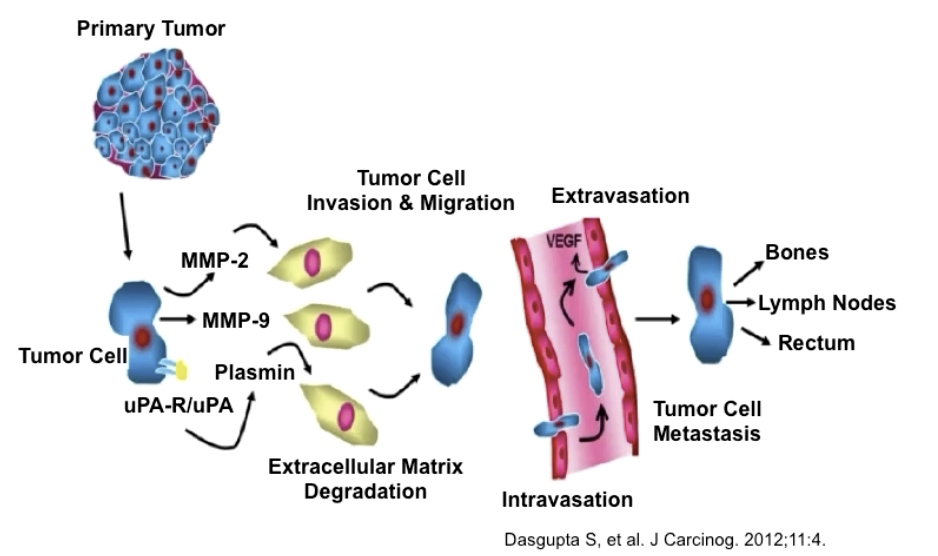 Primary Tumor
Tumor Cell
Invasion & Migration
Extravasation
VEGF
MMP-2
MMP-9
Tumor Cell
Plasmin
uPA-R/uPA
Extracellular Matrix
Degradation
Bones
Lymph Nodes
Rectum
Tumor Cell
Metastasis
Intravasation
Dasgupta S, et al. J Carcinog. 2012;11:4.